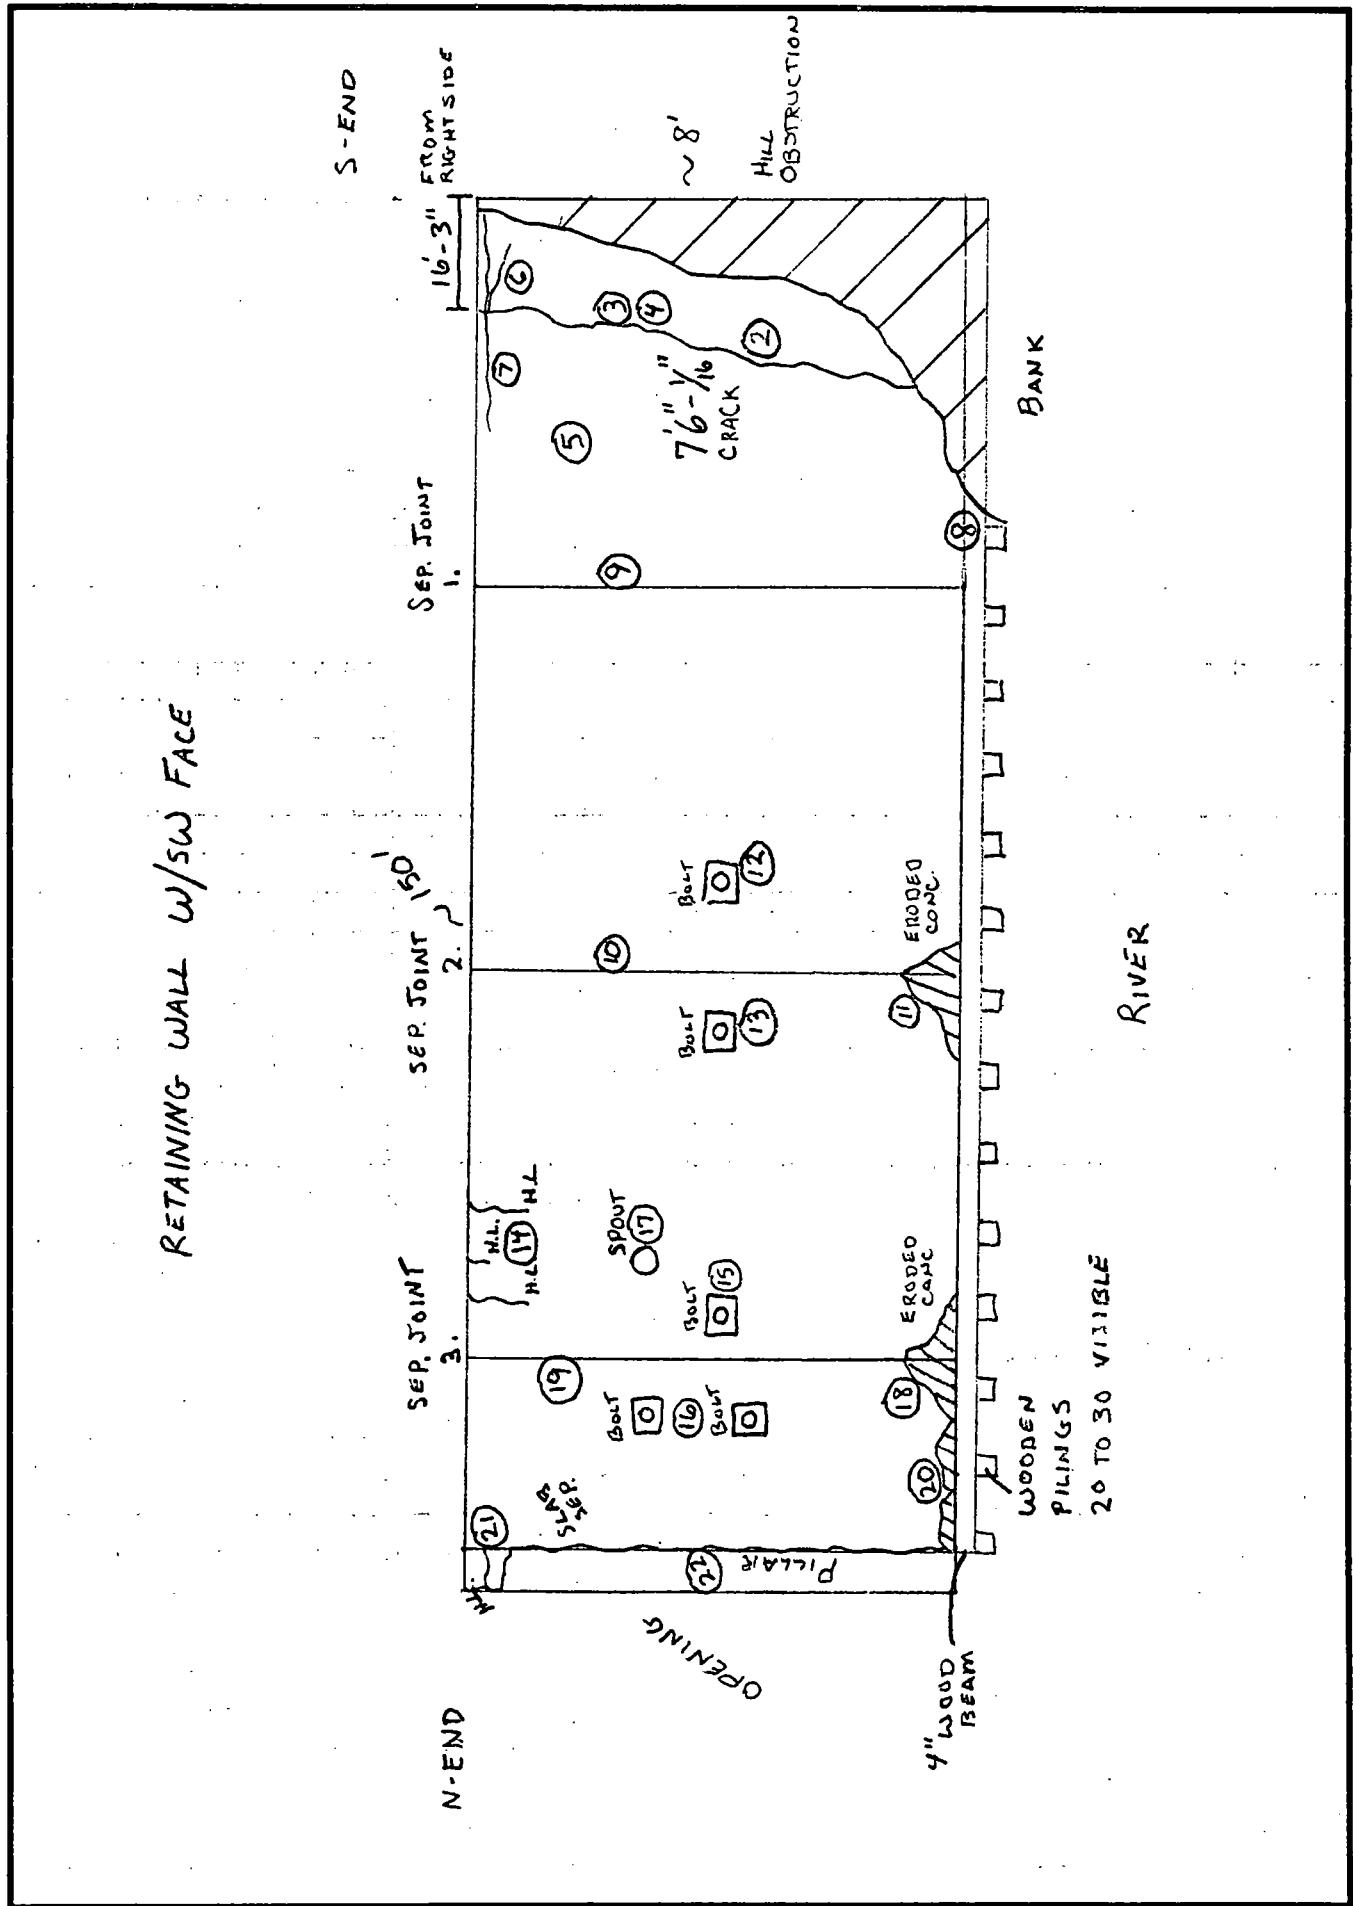 RETAINING WALL W/SW FACE
N-END
S-END
SEP. JOINT
3.
SEP. JOINT
2.
~150'
SEP. JOINT
1.
16'-3"
FROM
RIGHT SIDE
~8'
HILL
OBSTRUCTION
OPENING
H.L.
21
SLAB
SEP.
22
PILLAR
19
BOLT
16
BOLT
H.L.
H.L.
14
H.L.
SPOUT
17
BOLT
15
BOLT
13
10
BOLT
12
9
5
7
6
3
4
2
7'6"-1/16"
CRACK
20
18
ERODED
CANC
11
ERODED
CONC.
8
4" WOOD
BEAM
WOODEN
PILINGS
20 TO 30 VISIBLE
RIVER
BANK